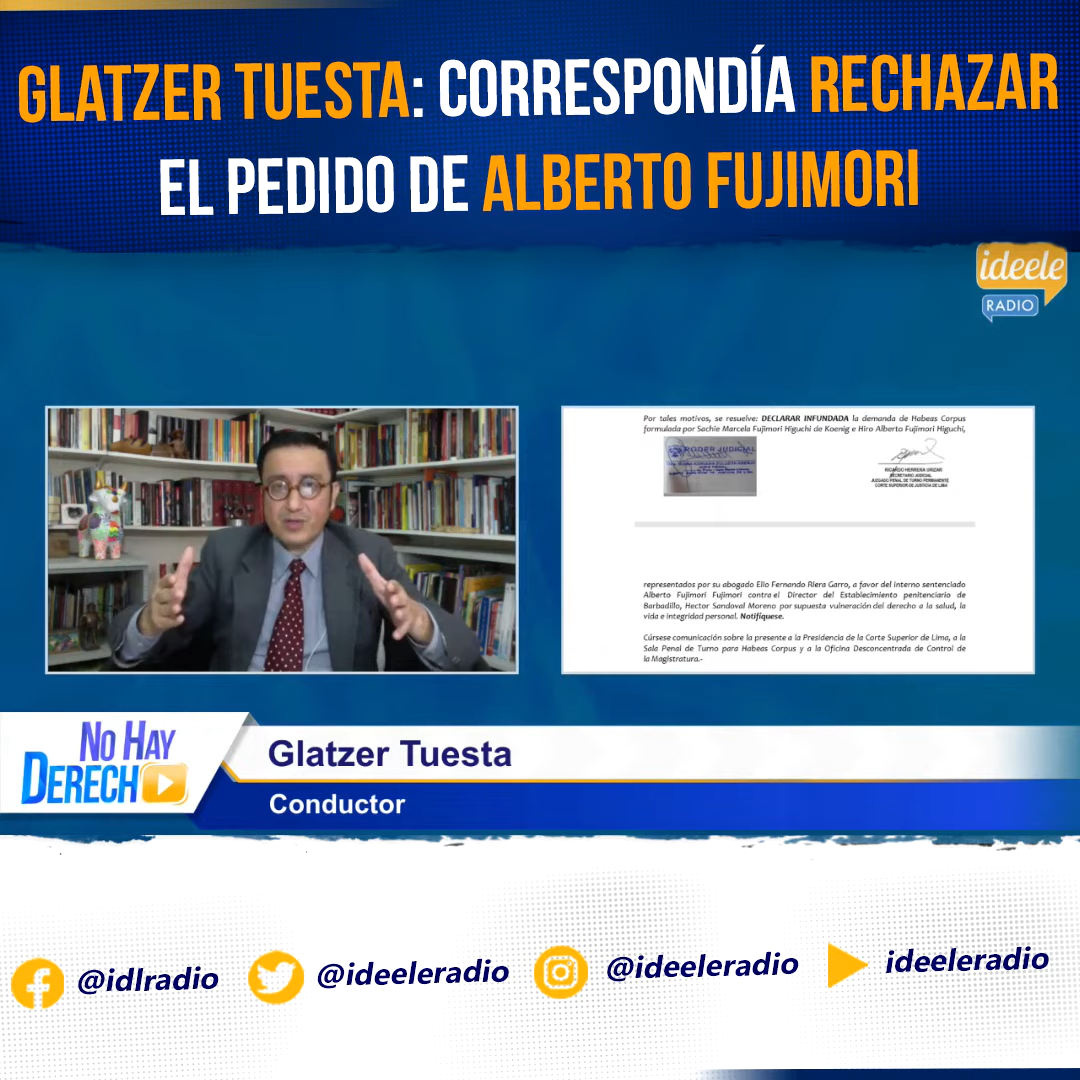 GLATZER TUESTA: CORRESPONDÍA RECHAZAR
EL PEDIDO DE ALBERTO FUJIMORI
ideele
RADIO
Por tales motivos, se resuelve: DECLARAR INFUNDADA la demanda de Habeas Corpus
formulada por Sachie Marcela Fujimori Higuchi de Koenig e Hiro Alberto Fujimori Higuchi,
PODER JUDICIAL
RICARDO HERRERA URIZAR
SECRETARIO JUDICIAL
JUZGADO PENAL DE TURNO PERMANENTE
CORTE SUPERIOR DE JUSTICIA DE LIMA
representados por su abogado Elio Fernando Riera Garro, a favor del interno sentenciado
Alberto Fujimori Fujimori contra el Director del Establecimiento penitenciario de
Barbadillo, Hector Sandoval Moreno por supuesta vulneración del derecho a la salud, la
vida e integridad personal. Notifíquese.
Cúrsese comunicación sobre la presente a la Presidencia de la Corte Superior de Lima, a la
Sala Penal de Turno para Habeas Corpus y a la Oficina Desconcentrada de Control de
la Magistratura.-
NO HAY
DERECHO
Glatzer Tuesta
Conductor
@idlradio
@ideeleradio
@ideeleradio
ideeleradio